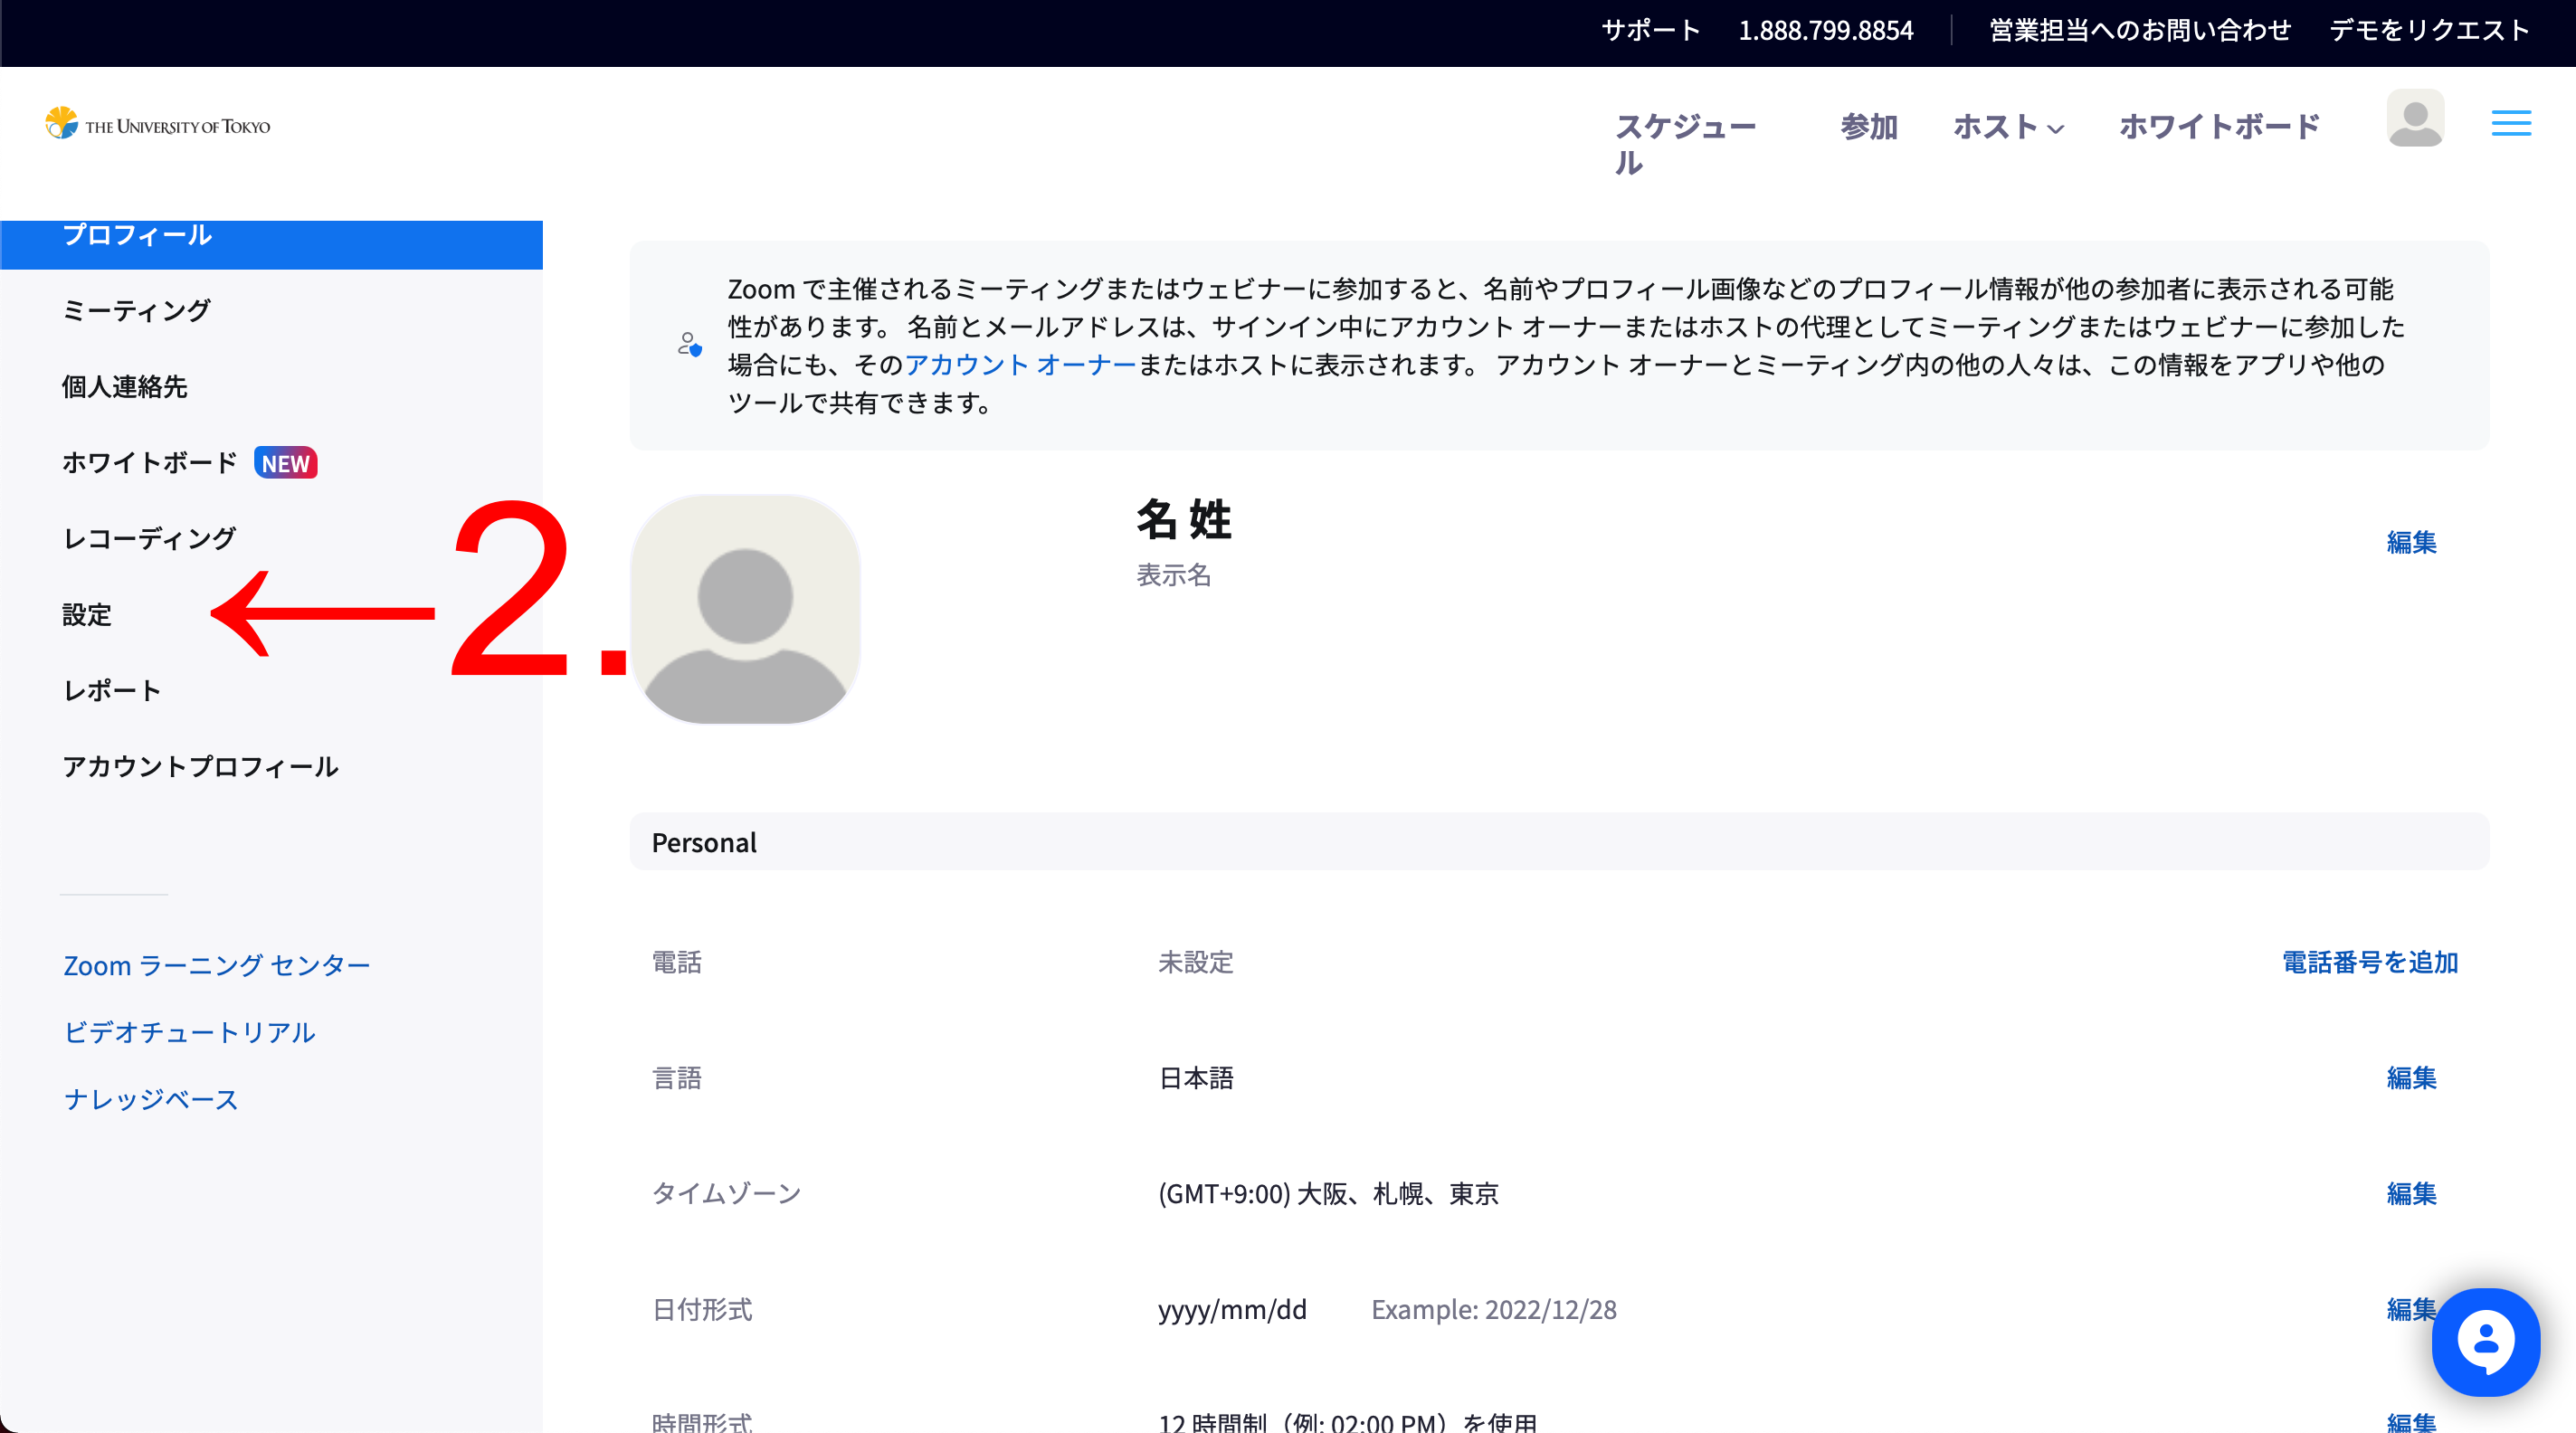 サポート 1.888.799.8854 営業担当へのお問い合わせ デモをリクエスト
THE UNIVERSITY OF TOKYO
スケジュー
ル
参加 ホスト ホワイトボード
プロフィール
ミーティング
個人連絡先
ホワイトボード NEW
レコーディング
設定
←2.
レポート
アカウントプロフィール
Zoom ラーニング センター
ビデオチュートリアル
ナレッジベース
Zoom で主催されるミーティングまたはウェビナーに参加すると、名前やプロフィール画像などのプロフィール情報が他の参加者に表示される可能
性があります。 名前とメールアドレスは、サインイン中にアカウント オーナーまたはホストの代理としてミーティングまたはウェビナーに参加した
場合にも、そのアカウント オーナーまたはホストに表示されます。 アカウント オーナーとミーティング内の他の人々は、この情報をアプリや他の
ツールで共有できます。
名 姓
編集
表示名
Personal
電話 未設定 電話番号を追加
言語 日本語 編集
タイムゾーン (GMT+9:00) 大阪、札幌、東京 編集
日付形式 yyyy/mm/dd Example: 2022/12/28 編集
時間形式 12 時間制（例: 02:00 PM）を使用 編集